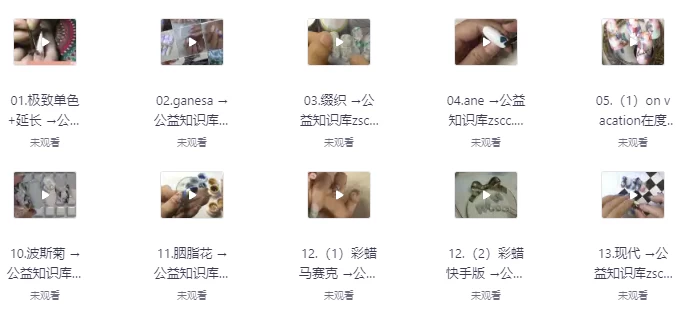 01.极致单色
+延长 →公...
未观看
02.ganesa →
公益知识库...
未观看
03.缀织 →公
益知识库zsc...
未观看
04.ane →公益
知识库zscc....
未观看
05.（1）on v
acation在度...
未观看
10.波斯菊 →
公益知识库...
未观看
11.胭脂花 →
公益知识库...
未观看
12.（1）彩蜡
马赛克 →公...
未观看
12.（2）彩蜡
快手版 →公...
未观看
13.现代 →公
益知识库zsc...
未观看